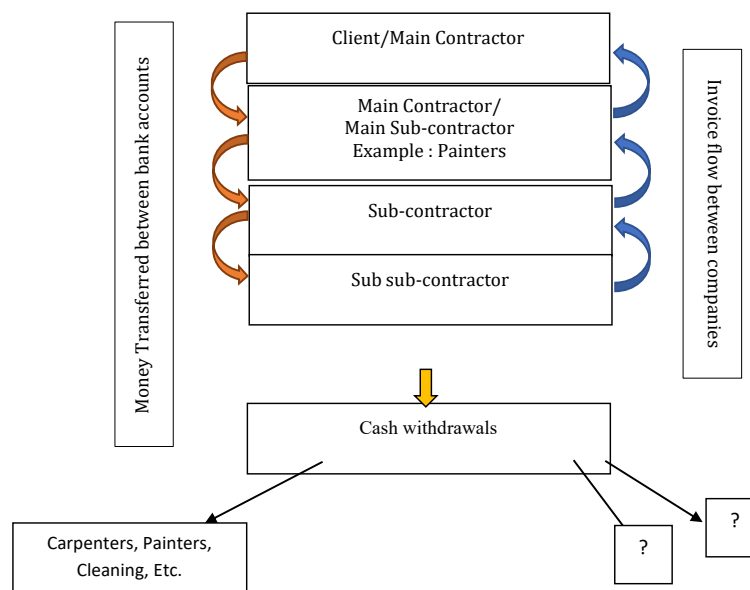 Client/Main Contractor
Main Contractor/
Main Sub-contractor
Example : Painters
Sub-contractor
Sub sub-contractor
Money Transferred between bank accounts
Invoice flow between companies
Cash withdrawals
Carpenters, Painters,
Cleaning, Etc.
?
?